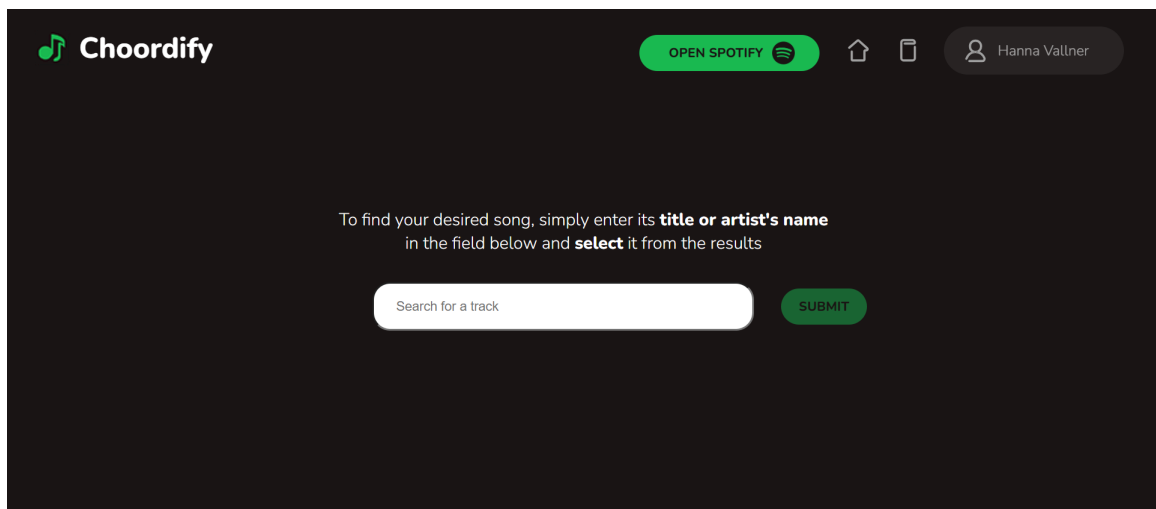 Choordify
OPEN SPOTIFY
Hanna Vallner
To find your desired song, simply enter its title or artist's name
in the field below and select it from the results
Search for a track
SUBMIT